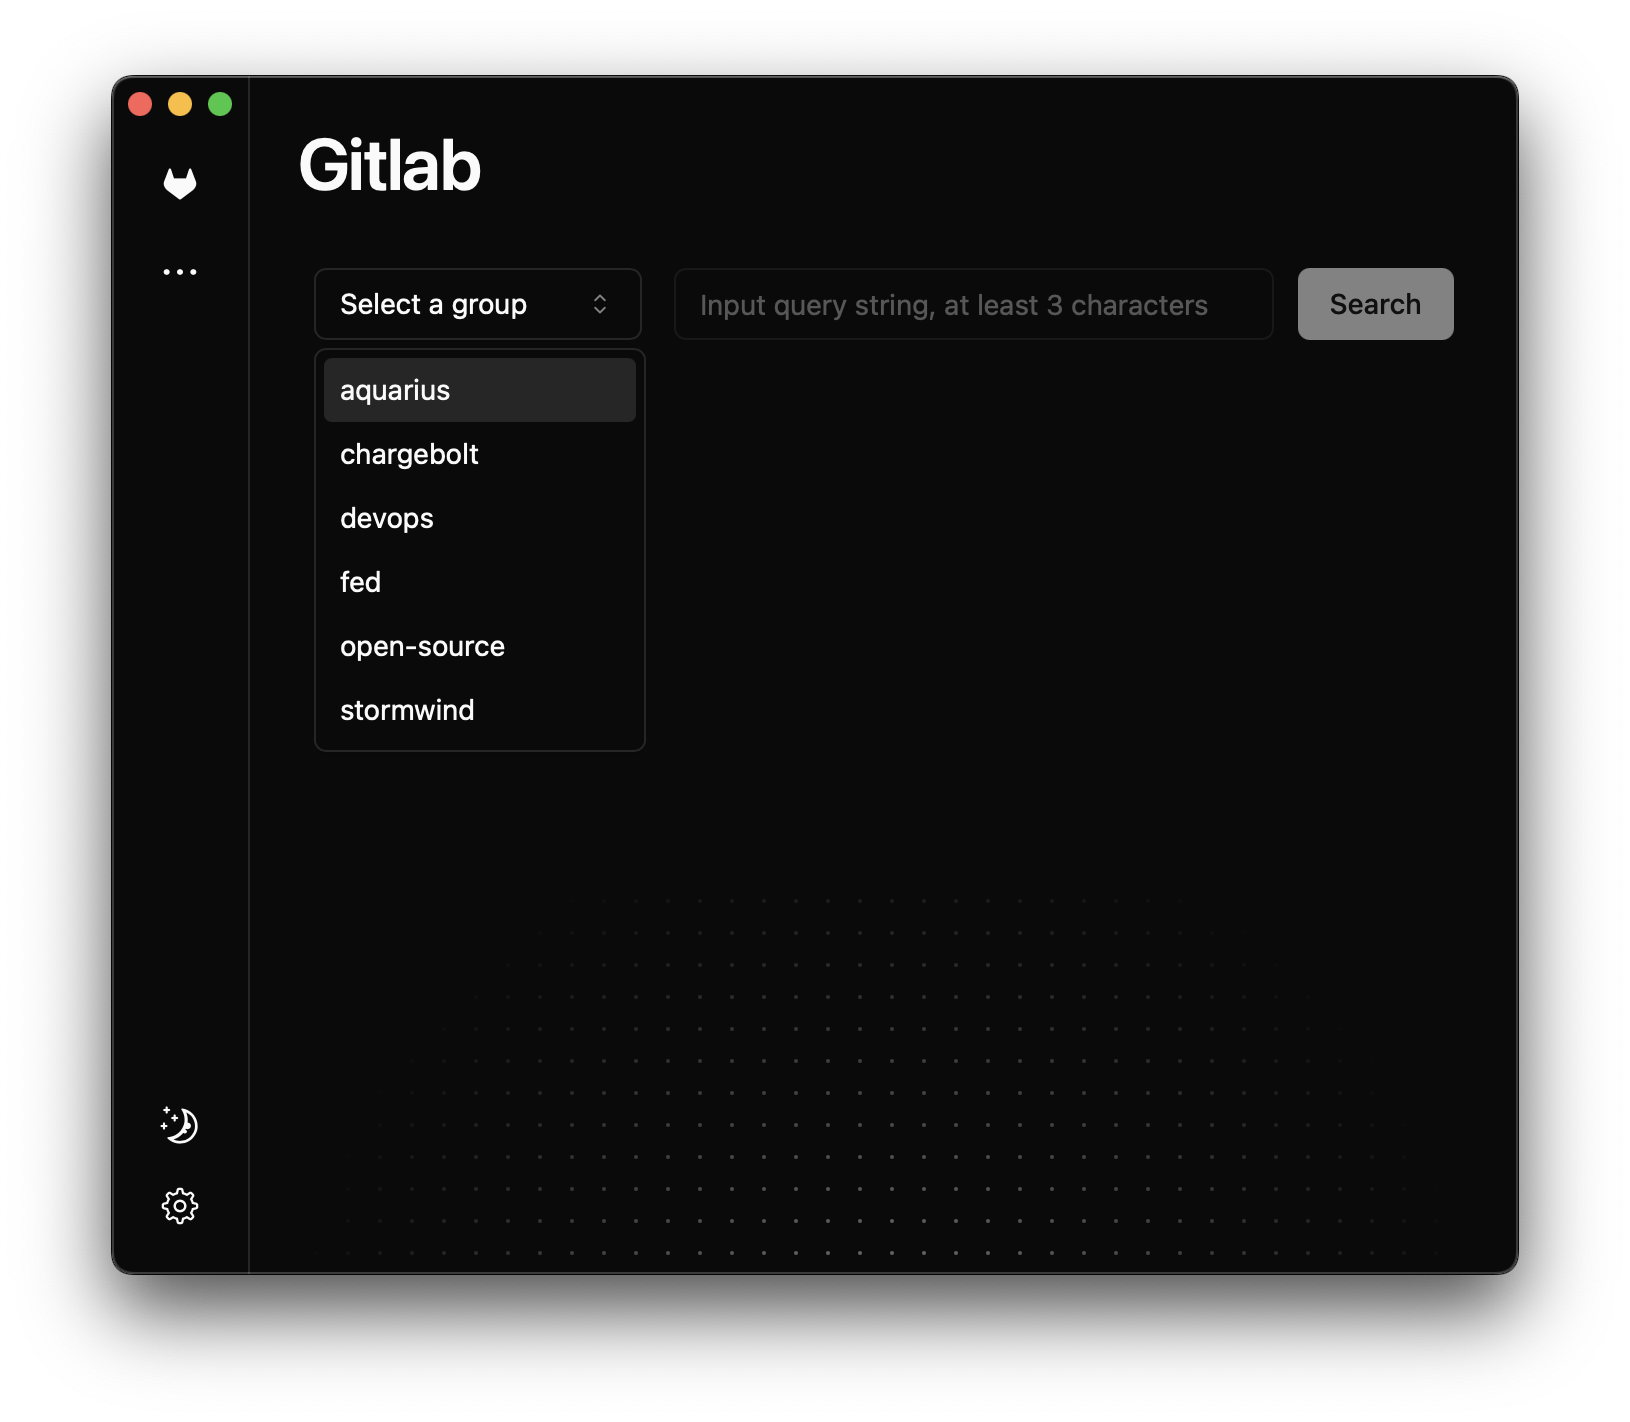 Gitlab
Select a group
Input query string, at least 3 characters
Search
aquarius
chargebolt
devops
fed
open-source
stormwind